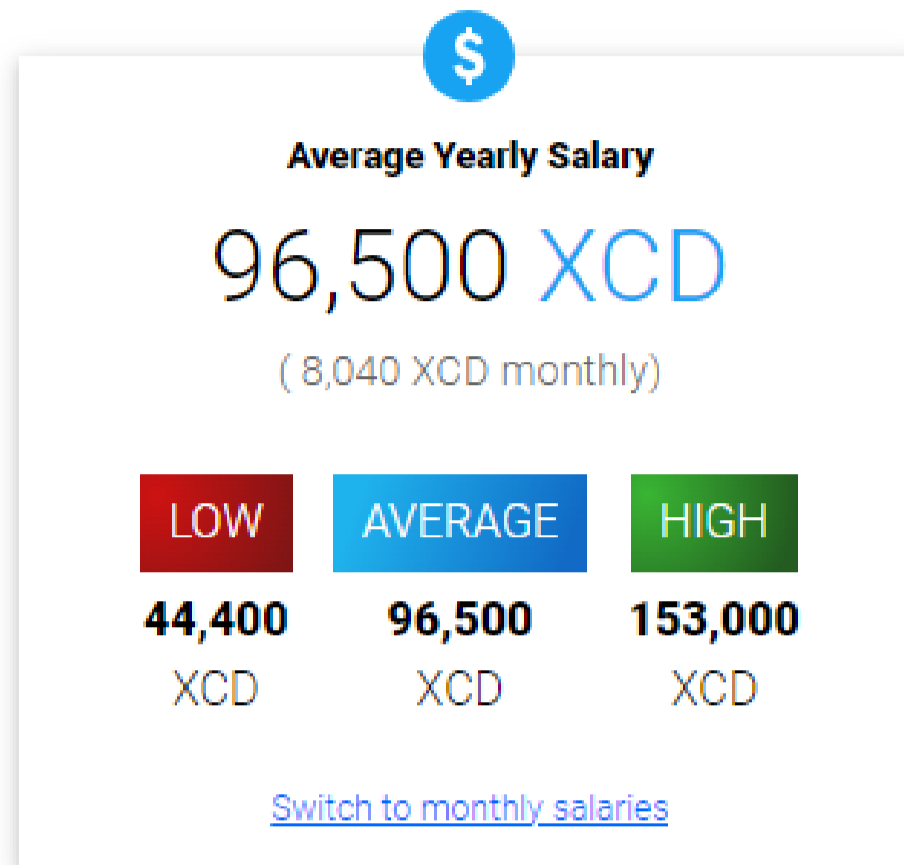 $
Average Yearly Salary
96,500 XCD
( 8,040 XCD monthly)
LOW AVERAGE HIGH
44,400 96,500 153,000
XCD XCD XCD
Switch to monthly salaries